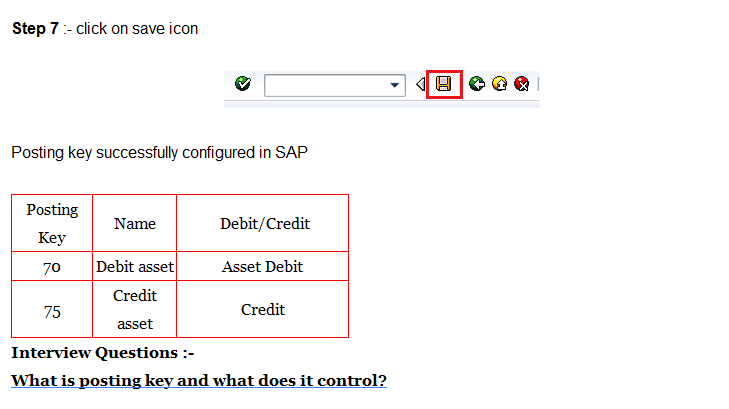 Step 7 :- click on save icon
Posting key successfully configured in SAP
Posting
Key
Name
Debit/Credit
70
Debit asset
Asset Debit
75
Credit
asset
Credit
Interview Questions :-
What is posting key and what does it control?